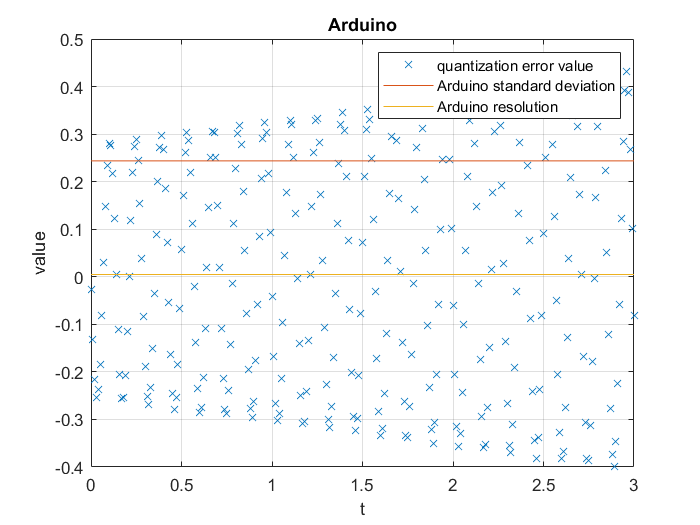 Arduino
quantization error value
Arduino standard deviation
Arduino resolution
value
0.5
0.4
0.3
0.2
0.1
0
-0.1
-0.2
-0.3
-0.4
0 0.5 1 1.5 2 2.5 3
t